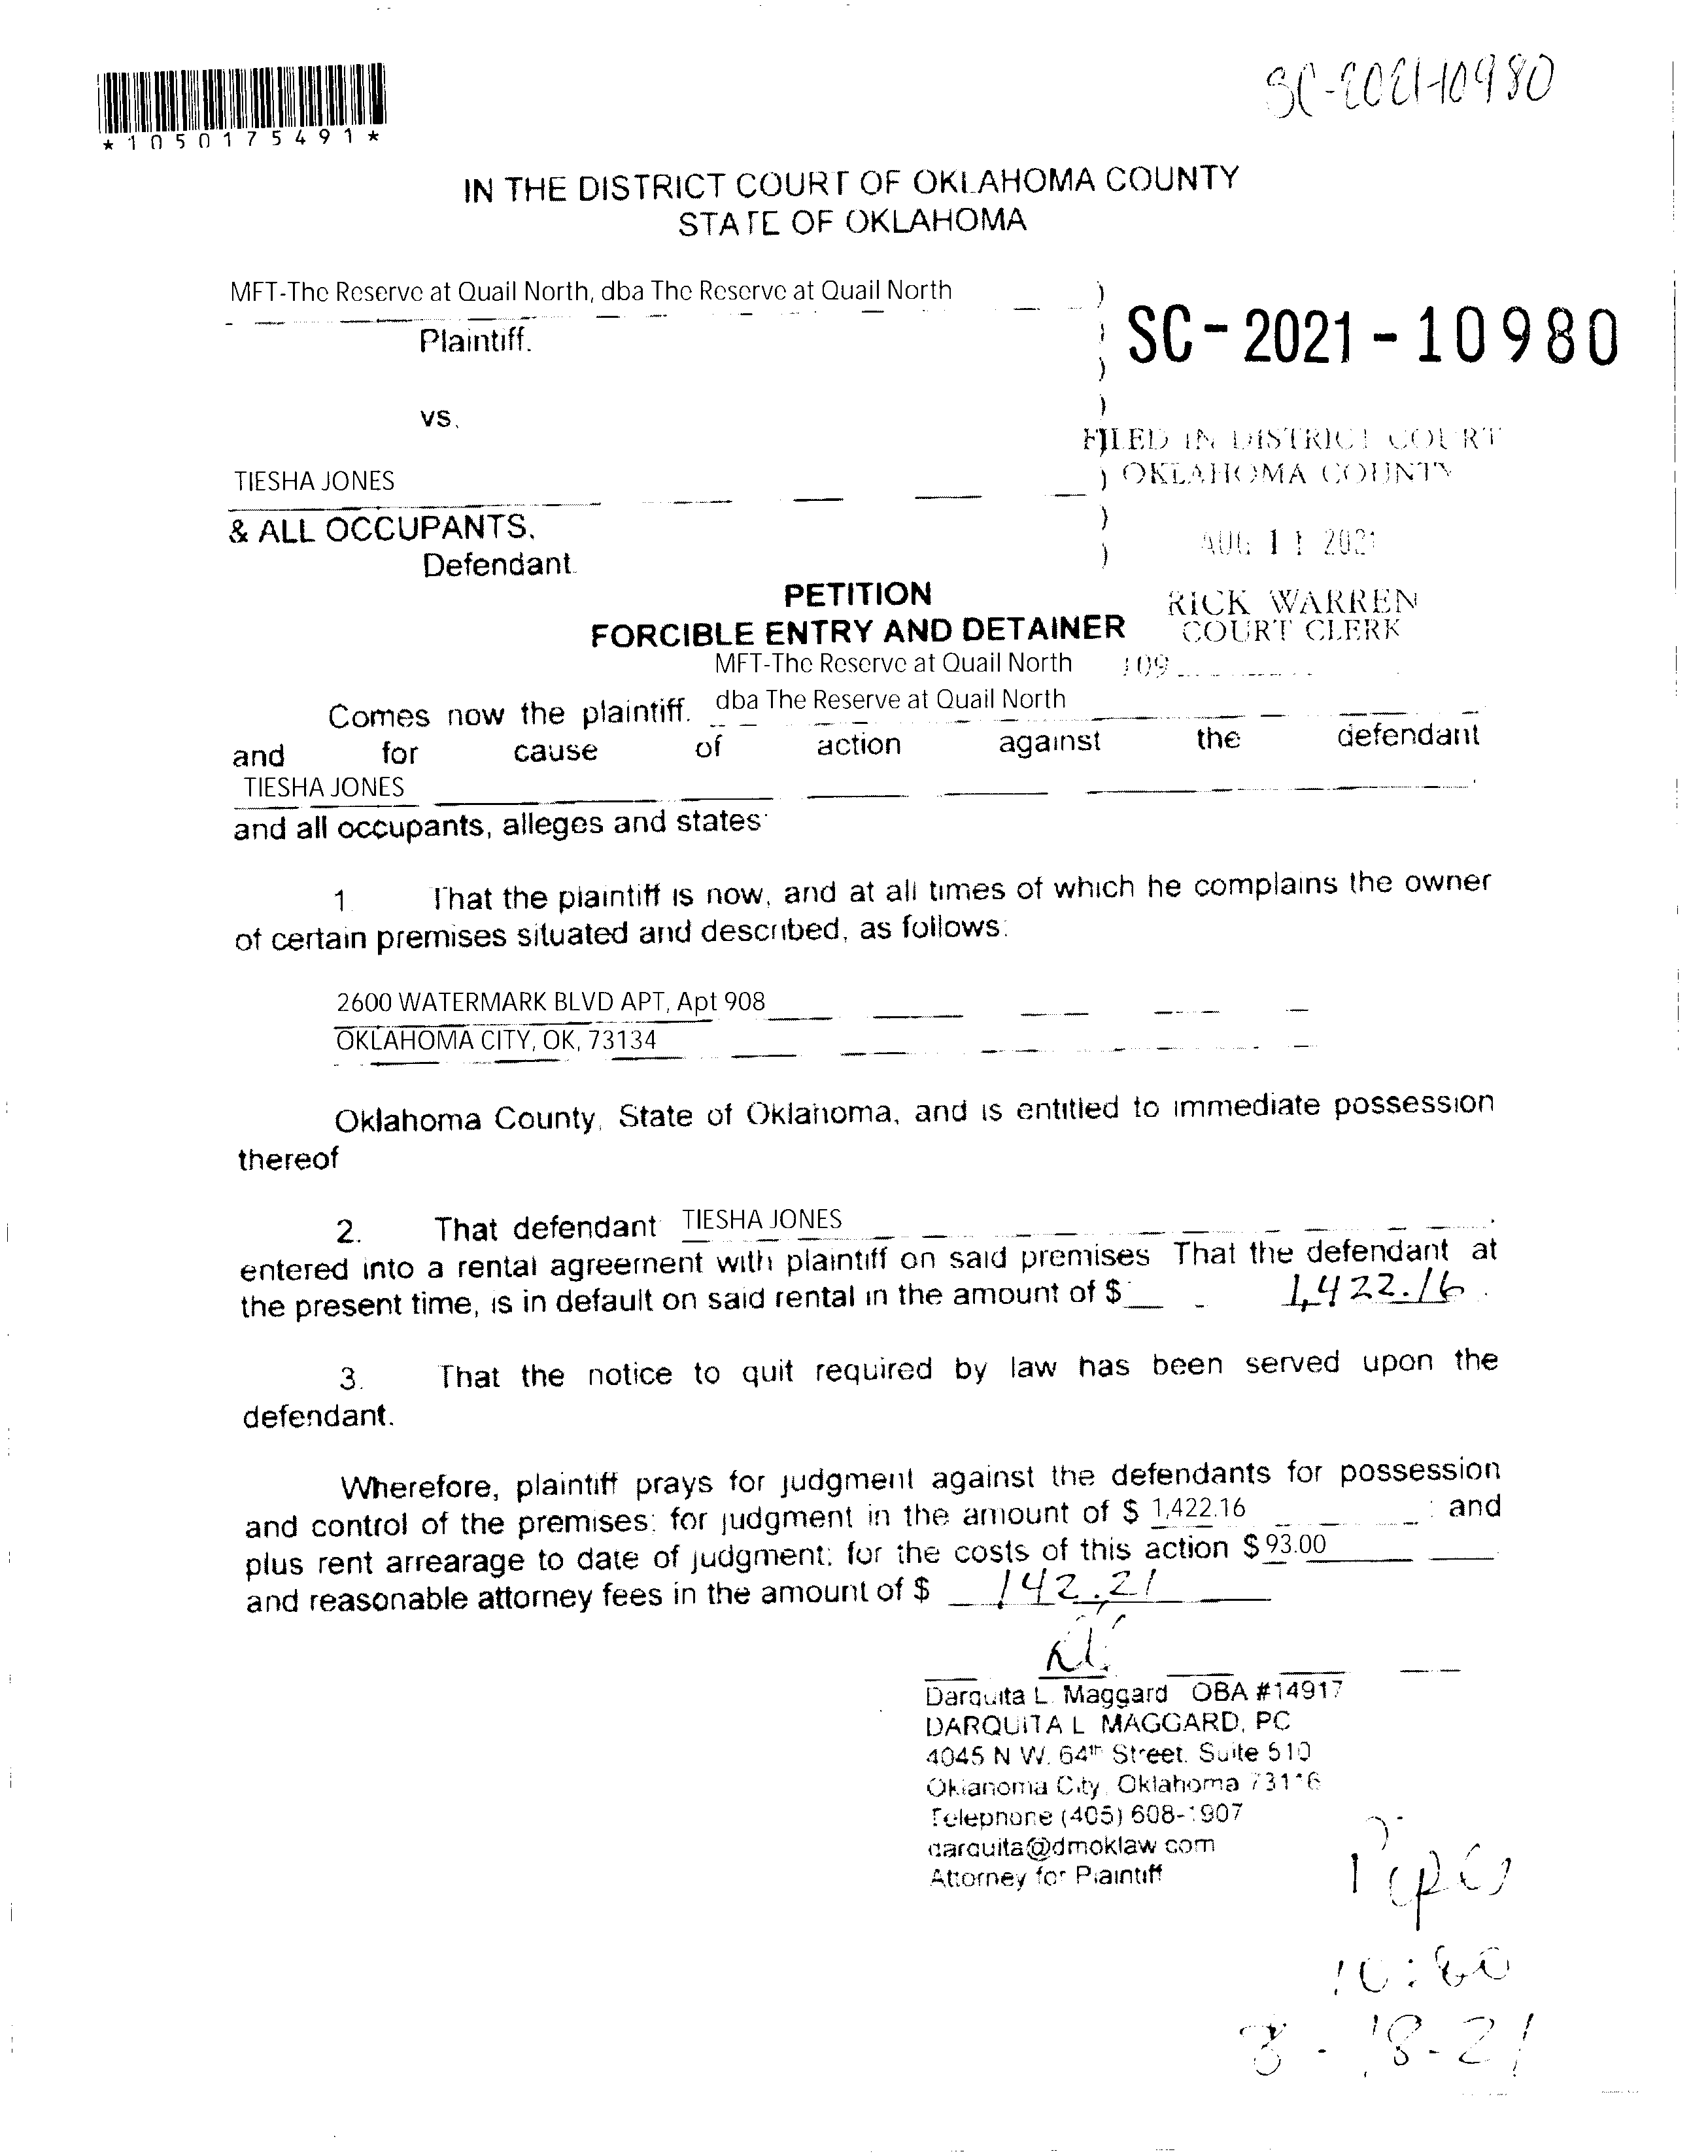 SC-2021-10980
*1050175491*
IN THE DISTRICT COURT OF OKLAHOMA COUNTY
STATE OF OKLAHOMA
MFT-The Reserve at Quail North, dba The Reserve at Quail North )
Plaintiff. SC-2021-10980
)
vs. )
FILED IN DISTRICT COURT
TIESHA JONES ) OKLAHOMA COUNTY
& ALL OCCUPANTS, )
AUG 11 2021
Defendant. )
PETITION RICK WARREN
FORCIBLE ENTRY AND DETAINER COURT CLERK
MFT-The Reserve at Quail North 109
Comes now the plaintiff. dba The Reserve at Quail North
and for cause of action against the defendant
TIESHA JONES
and all occupants, alleges and states:
1 That the plaintiff is now, and at all times of which he complains the owner
of certain premises situated and described, as follows:
2600 WATERMARK BLVD APT, Apt 908
OKLAHOMA CITY, OK, 73134
Oklahoma County, State of Oklahoma, and is entitled to immediate possession
thereof
2. That defendant TIESHA JONES
entered into a rental agreement with plaintiff on said premises That the defendant at
the present time, is in default on said rental in the amount of $ 1,422.16.
3. That the notice to quit required by law has been served upon the
defendant.
Wherefore, plaintiff prays for judgment against the defendants for possession
and control of the premises; for judgment in the amount of $ 1,422.16 ; and
plus rent arrearage to date of judgment; for the costs of this action $ 93.00
and reasonable attorney fees in the amount of $ 142.21
Darquita L. Maggard OBA #14917
DARQUITA L MAGGARD, PC
4045 N W. 64th Street, Suite 510
Oklahoma City, Oklahoma 73116
Telephone (405) 608-1907
darquita@dmoklaw com
Attorney for Plaintiff
8-18-21